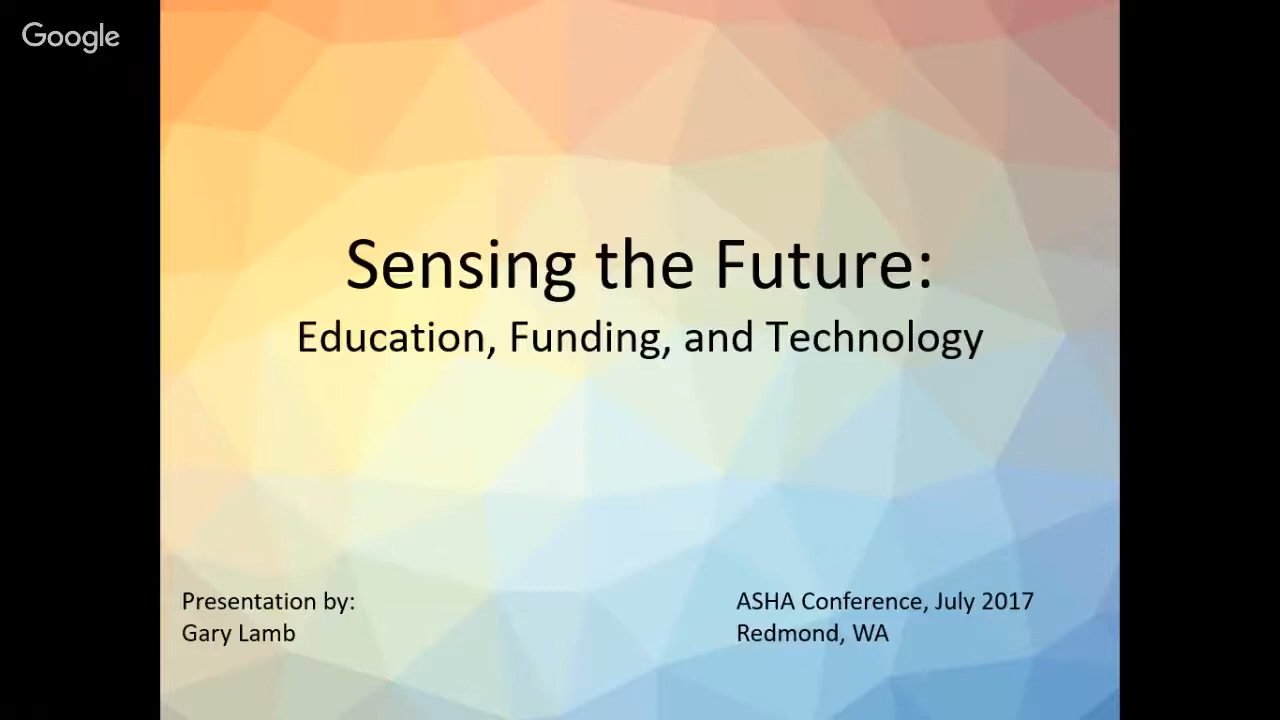 Google
Sensing the Future:
Education, Funding, and Technology
Presentation by:
Gary Lamb
ASHA Conference, July 2017
Redmond, WA